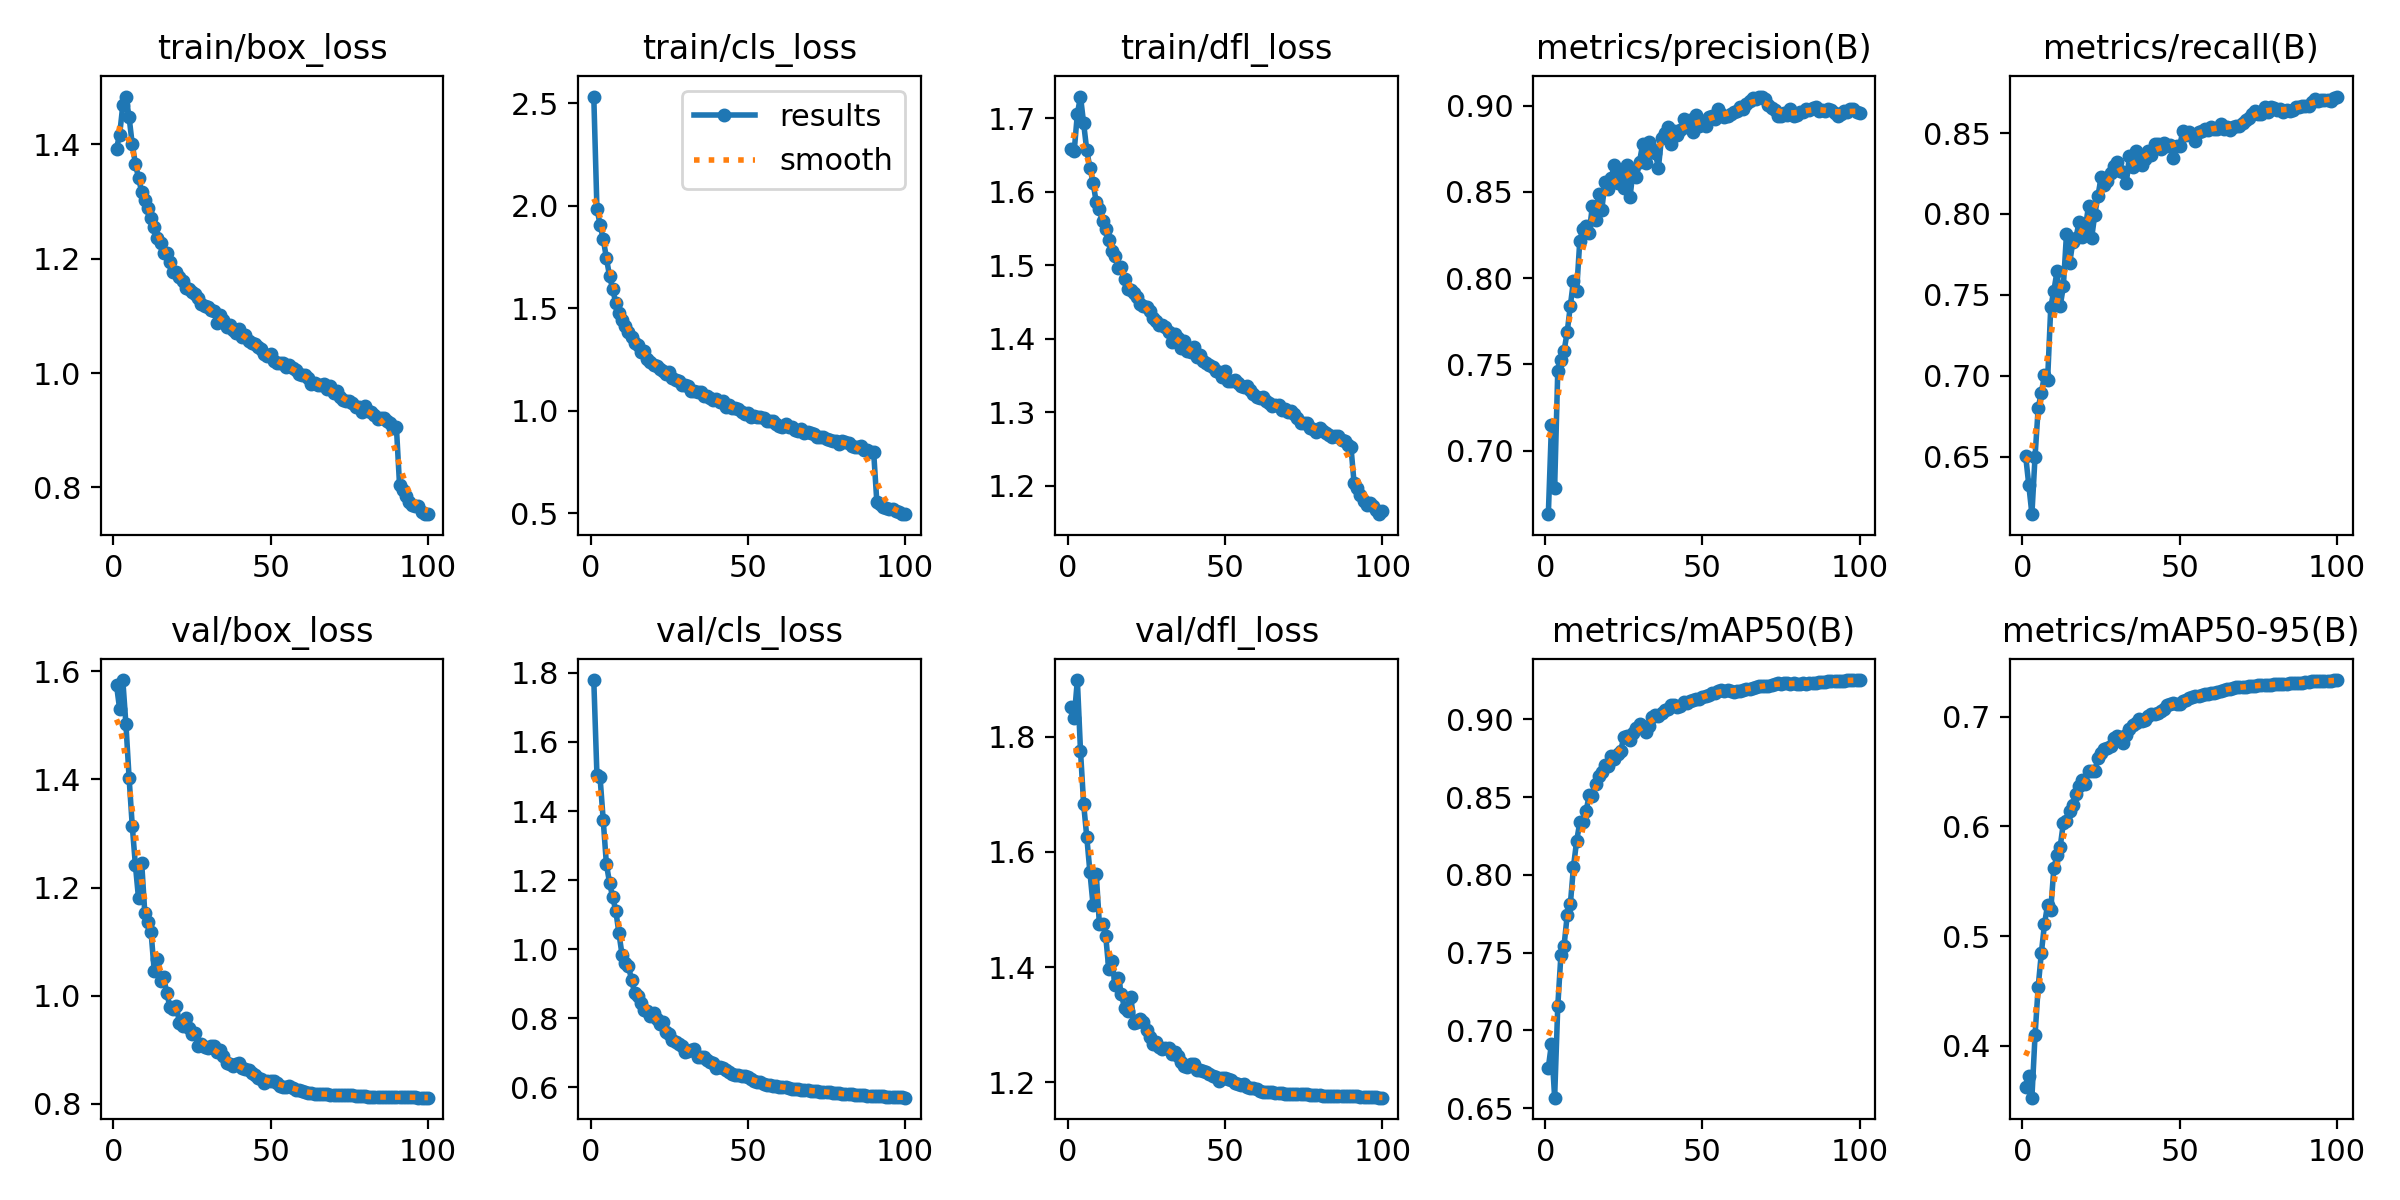 train/box_loss
1.4
1.2
1.0
0.8
0 50 100
train/cls_loss
results
smooth
2.5
2.0
1.5
1.0
0.5
0 50 100
train/dfl_loss
1.7
1.6
1.5
1.4
1.3
1.2
0 50 100
metrics/precision(B)
0.90
0.85
0.80
0.75
0.70
0 50 100
metrics/recall(B)
0.85
0.80
0.75
0.70
0.65
0 50 100
val/box_loss
1.6
1.4
1.2
1.0
0.8
0 50 100
val/cls_loss
1.8
1.6
1.4
1.2
1.0
0.8
0.6
0 50 100
val/dfl_loss
1.8
1.6
1.4
1.2
0 50 100
metrics/mAP50(B)
0.90
0.85
0.80
0.75
0.70
0.65
0 50 100
metrics/mAP50-95(B)
0.7
0.6
0.5
0.4
0 50 100